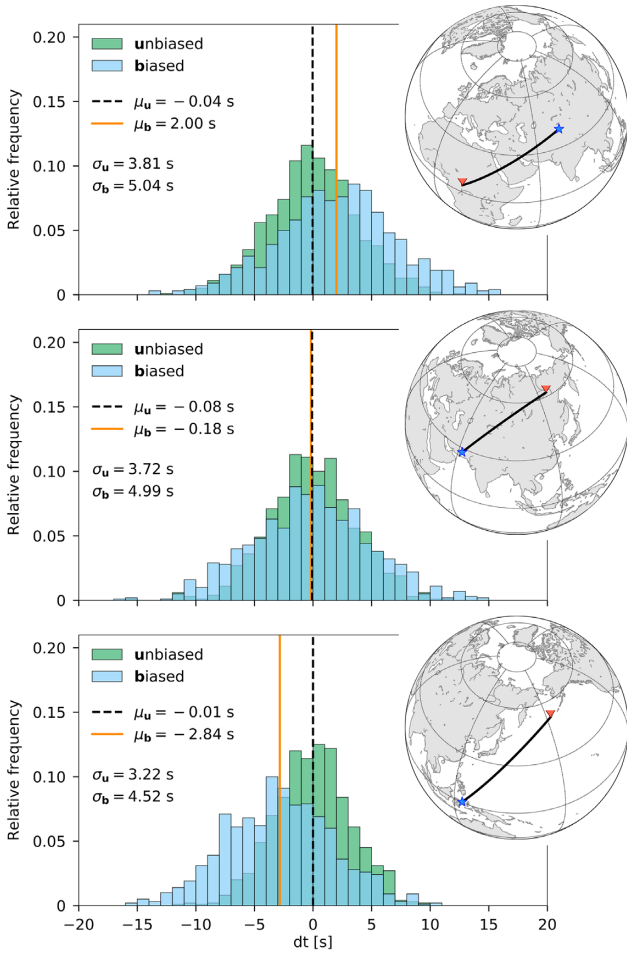 0.20
unbiased
biased
0.15
μu = −0.04 s
μb = 2.00 s
0.10
σu = 3.81 s
σb = 5.04 s
0.05
0
Relative frequency
0.20
unbiased
biased
0.15
μu = −0.08 s
μb = −0.18 s
0.10
σu = 3.72 s
σb = 4.99 s
0.05
0
Relative frequency
0.20
unbiased
biased
0.15
μu = −0.01 s
μb = −2.84 s
0.10
σu = 3.22 s
σb = 4.52 s
0.05
0
Relative frequency
−20 −15 −10 −5 0 5 10 15 20
dt [s]